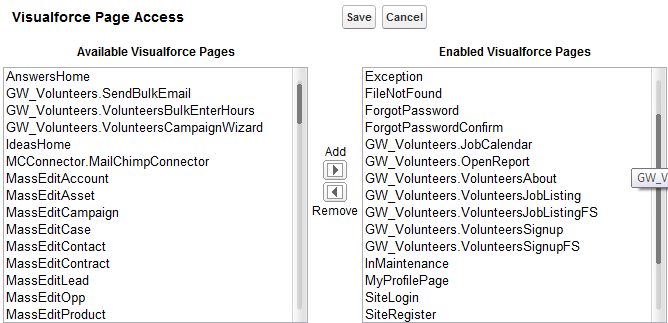 Visualforce Page Access
Save
Cancel
Available Visualforce Pages
AnswersHome
GW_Volunteers.SendBulkEmail
GW_Volunteers.VolunteersBulkEnterHours
GW_Volunteers.VolunteersCampaignWizard
IdeasHome
MCConnector.MailChimpConnector
MassEditAccount
MassEditAsset
MassEditCampaign
MassEditCase
MassEditContact
MassEditContract
MassEditLead
MassEditOpp
MassEditProduct
Add
Remove
Enabled Visualforce Pages
Exception
FileNotFound
ForgotPassword
ForgotPasswordConfirm
GW_Volunteers.JobCalendar
GW_Volunteers.OpenReport
GW_Volunteers.VolunteersAbout
GW_Volunteers.VolunteersJobListing
GW_Volunteers.VolunteersJobListingFS
GW_Volunteers.VolunteersSignup
GW_Volunteers.VolunteersSignupFS
InMaintenance
MyProfilePage
SiteLogin
SiteRegister
GW_V